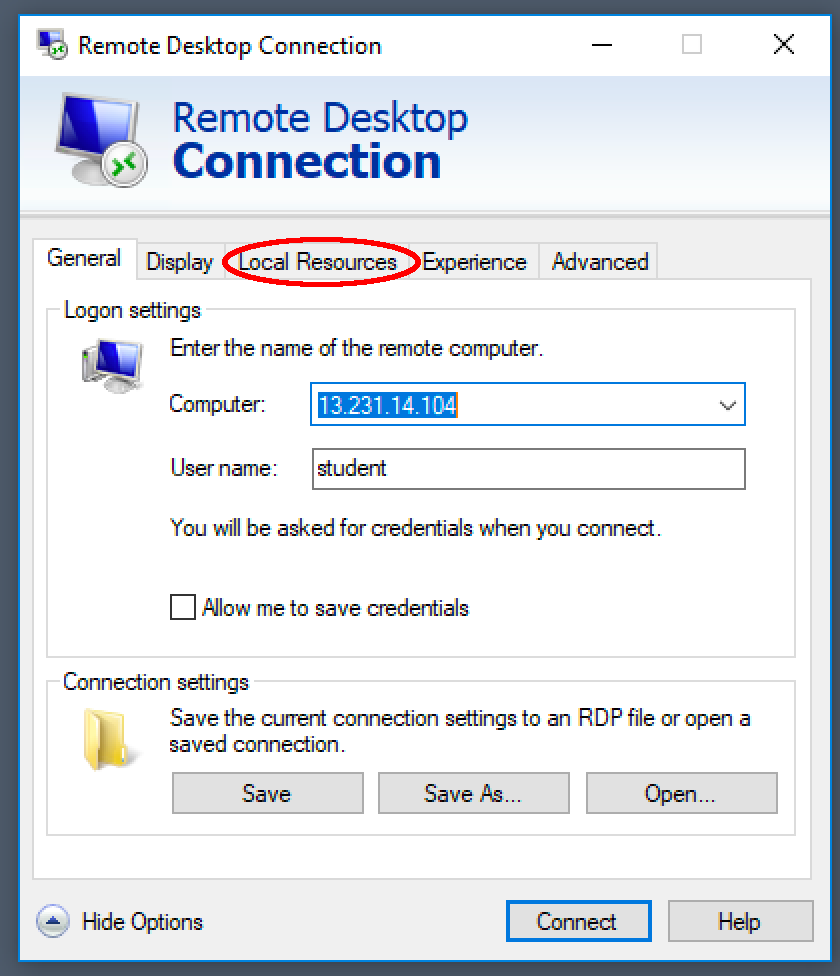 Remote Desktop Connection
Remote Desktop
Connection
General Display Local Resources Experience Advanced
Logon settings
Enter the name of the remote computer.
Computer: 13.231.14.104
User name: student
You will be asked for credentials when you connect.
Allow me to save credentials
Connection settings
Save the current connection settings to an RDP file or open a
saved connection.
Save Save As... Open...
Hide Options Connect Help